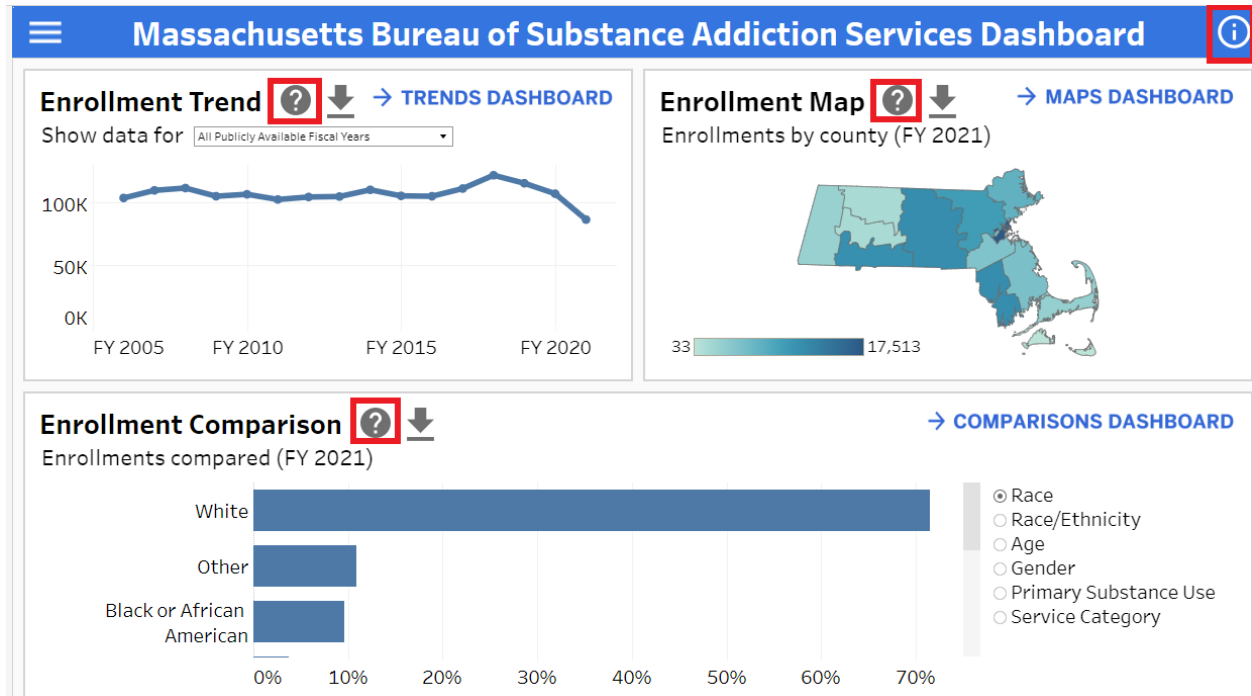 Massachusetts Bureau of Substance Addiction Services Dashboard
Enrollment Trend
→ TRENDS DASHBOARD
Show data for All Publicly Available Fiscal Years
100K
50K
0K
FY 2005 FY 2010 FY 2015 FY 2020
Enrollment Map
→ MAPS DASHBOARD
Enrollments by county (FY 2021)
33 17,513
Enrollment Comparison
→ COMPARISONS DASHBOARD
Enrollments compared (FY 2021)
White
Other
Black or African
American
0% 10% 20% 30% 40% 50% 60% 70%
Race
Race/Ethnicity
Age
Gender
Primary Substance Use
Service Category